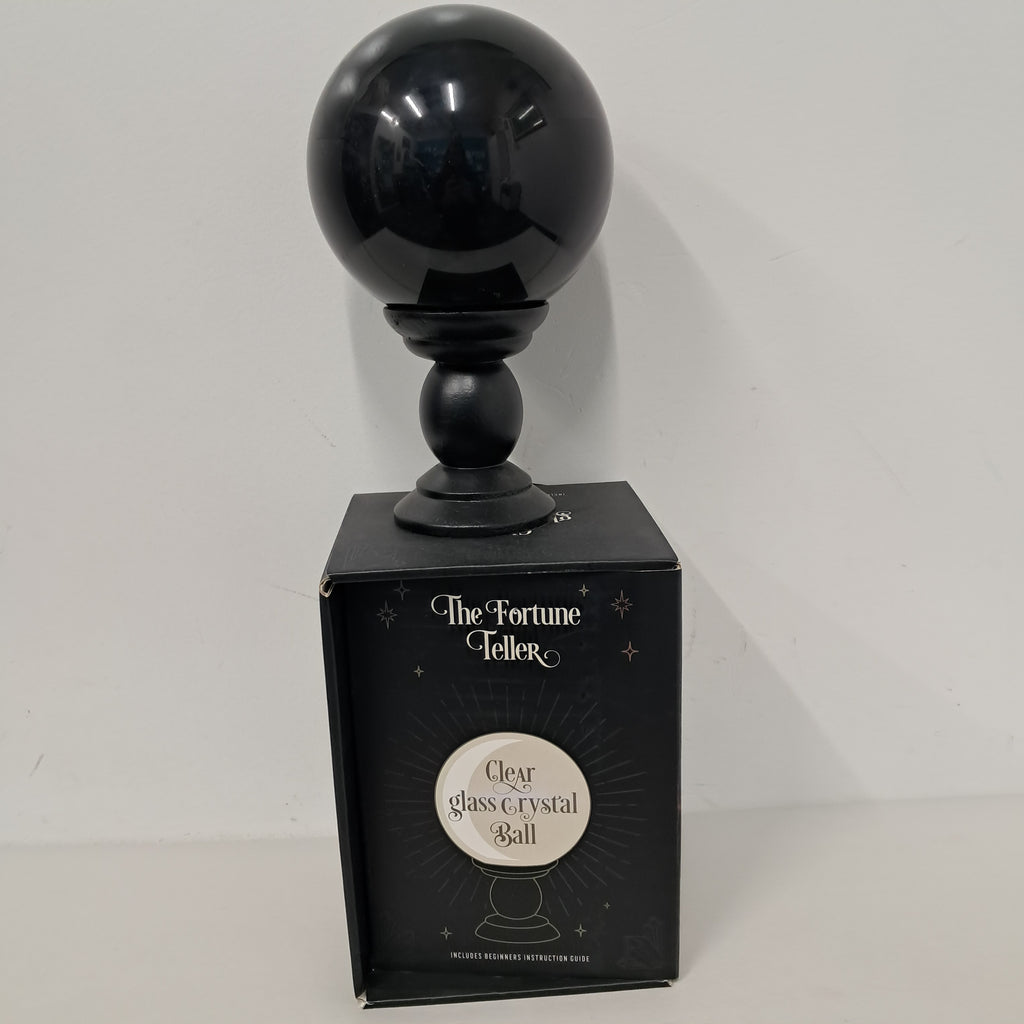 The Fortune
Teller
Clear
glass crystal
Ball
INCLUDES BEGINNERS INSTRUCTION GUIDE